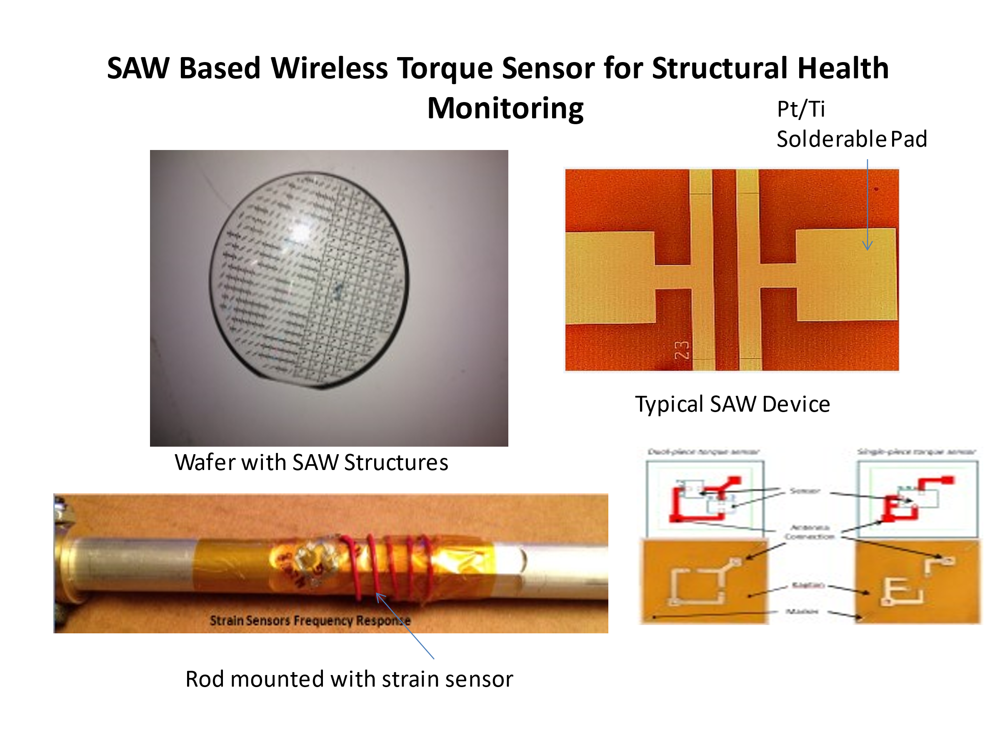 SAW Based Wireless Torque Sensor for Structural Health
Monitoring
Pt/Ti
Solderable Pad
23
Typical SAW Device
Wafer with SAW Structures
Dual-piece torque sensor
Single-piece torque sensor
Sensor
Antenna
Connection
Kapton
Marker
Strain Sensors Frequency Response
Rod mounted with strain sensor